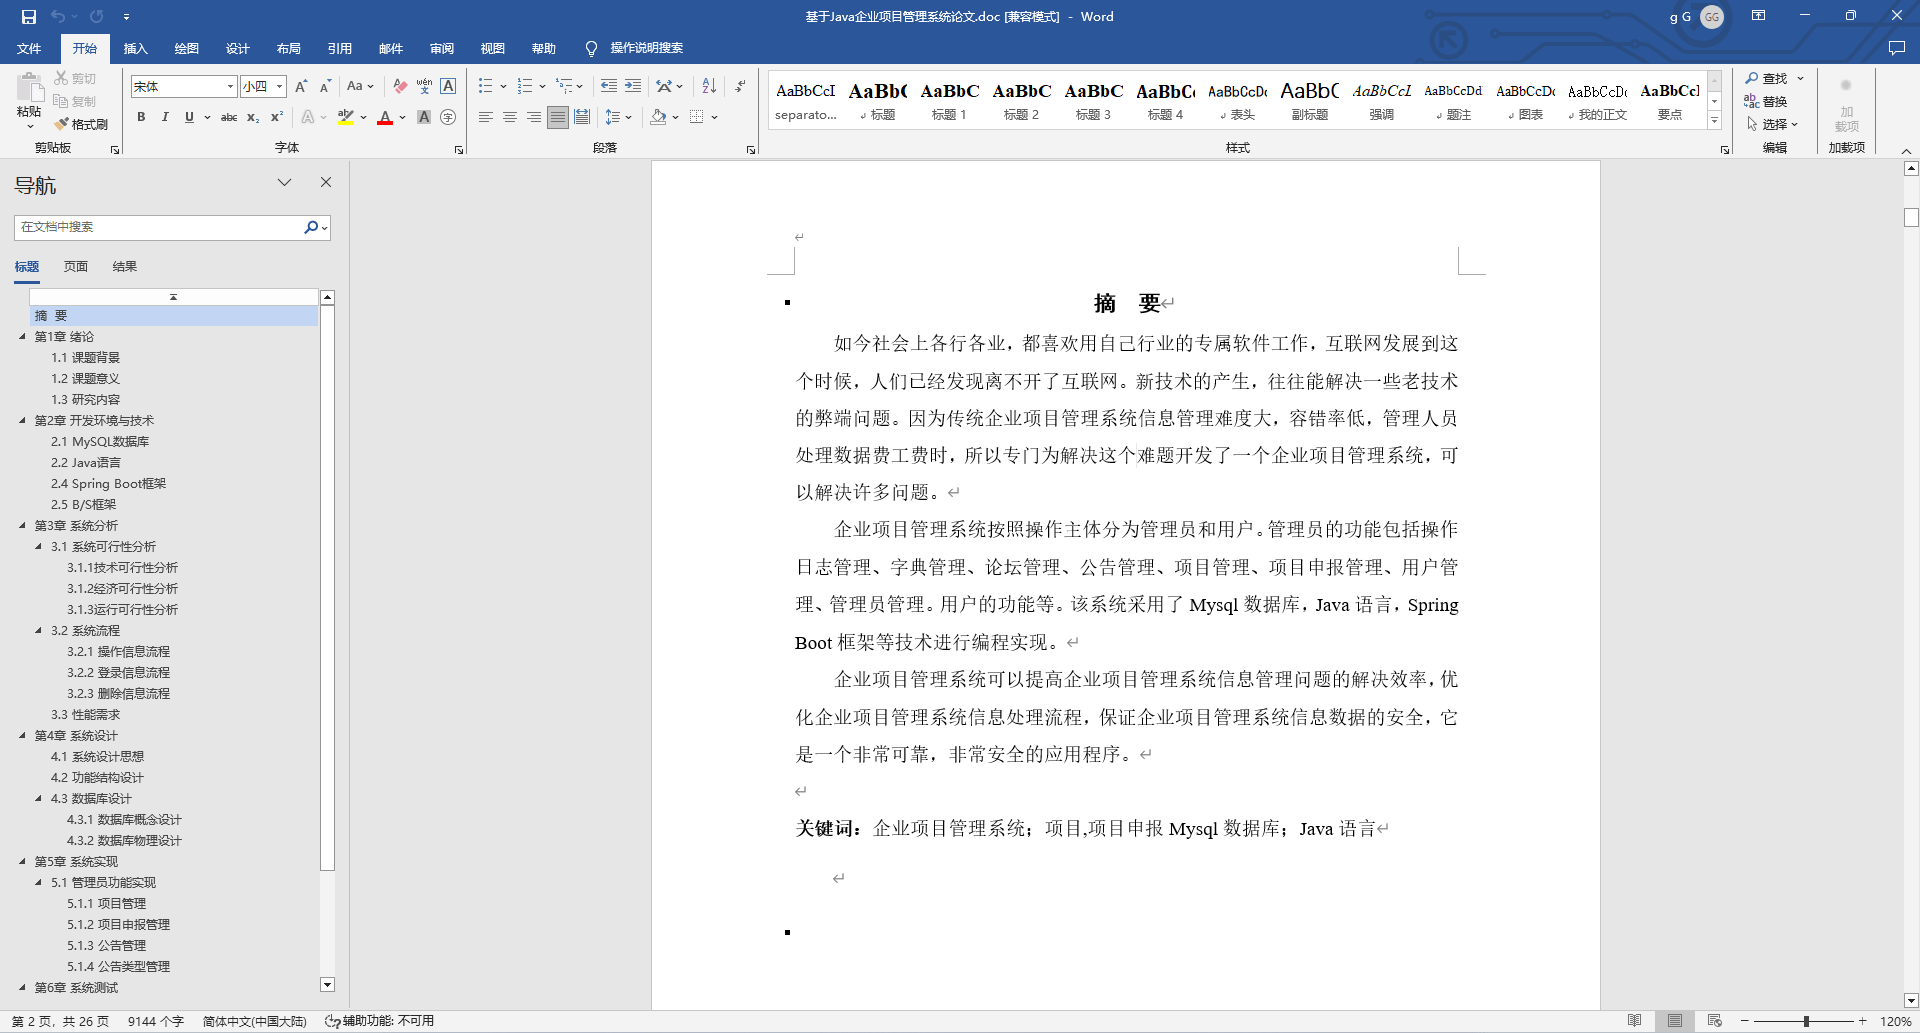 基于Java企业项目管理系统论文.doc [兼容模式] - Word
g G
GG
文件 开始 插入 绘图 设计 布局 引用 邮件 审阅 视图 帮助 操作说明搜索
粘贴 剪切
复制
格式刷
剪贴板
宋体 小四
字体
段落
AaBbCcI AaBb( AaBbC AaBbC AaBbC AaBbC( AaBbCcDc AaBbC AaBbCcL AaBbCcDd AaBbCcDc AaBbCcDc AaBbCcI
separato... 标题 标题 1 标题 2 标题 3 标题 4 表头 副标题 强调 题注 图表 我的正文 要点
样式
查找
替换
选择
编辑
加
载项
加载项
导航
在文档中搜索
标题 页面 结果
摘 要
第1章 绪论
1.1 课题背景
1.2 课题意义
1.3 研究内容
第2章 开发环境与技术
2.1 MySQL数据库
2.2 Java语言
2.4 Spring Boot框架
2.5 B/S框架
第3章 系统分析
3.1 系统可行性分析
3.1.1技术可行性分析
3.1.2经济可行性分析
3.1.3运行可行性分析
3.2 系统流程
3.2.1 操作信息流程
3.2.2 登录信息流程
3.2.3 删除信息流程
3.3 性能需求
第4章 系统设计
4.1 系统设计思想
4.2 功能结构设计
4.3 数据库设计
4.3.1 数据库概念设计
4.3.2 数据库物理设计
第5章 系统实现
5.1 管理员功能实现
5.1.1 项目管理
5.1.2 项目申报管理
5.1.3 公告管理
5.1.4 公告类型管理
第6章 系统测试
摘 要
如今社会上各行各业，都喜欢用自己行业的专属软件工作，互联网发展到这
个时候，人们已经发现离不开了互联网。新技术的产生，往往能解决一些老技术
的弊端问题。因为传统企业项目管理系统信息管理难度大，容错率低，管理人员
处理数据费工费时，所以专门为解决这个难题开发了一个企业项目管理系统，可
以解决许多问题。
企业项目管理系统按照操作主体分为管理员和用户。管理员的功能包括操作
日志管理、字典管理、论坛管理、公告管理、项目管理、项目申报管理、用户管
理、管理员管理。用户的功能等。该系统采用了 Mysql 数据库，Java 语言，Spring
Boot 框架等技术进行编程实现。
企业项目管理系统可以提高企业项目管理系统信息管理问题的解决效率，优
化企业项目管理系统信息处理流程，保证企业项目管理系统信息数据的安全，它
是一个非常可靠，非常安全的应用程序。
关键词：企业项目管理系统；项目,项目申报 Mysql 数据库；Java 语言
第 2 页，共 26 页 9144 个字 简体中文(中国大陆) 辅助功能: 不可用
120%